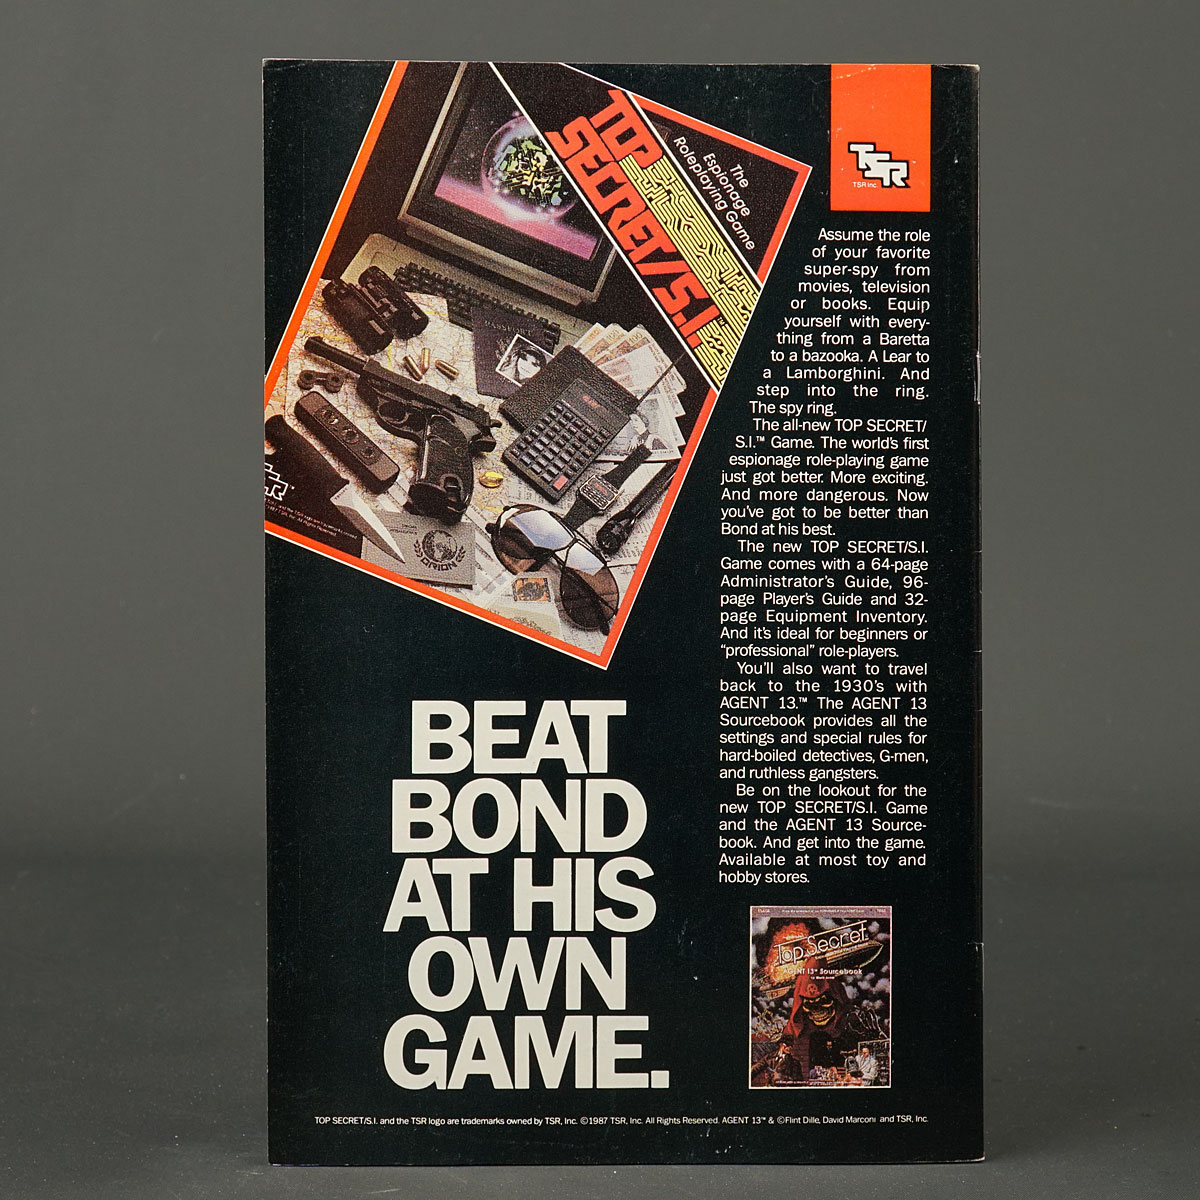 TOP
SECRET/S.I.™
The
Espionage
Roleplaying Game
PASSPORT
ORION
TSR
TSR Inc.
Assume the role
of your favorite
super-spy from
movies, television
or books. Equip
yourself with every-
thing from a Baretta
to a bazooka. A Lear to
a Lamborghini. And
step into the ring.
The spy ring.
The all-new TOP SECRET/
S.I.™ Game. The world's first
espionage role-playing game
just got better. More exciting.
And more dangerous. Now
you've got to be better than
Bond at his best.
The new TOP SECRET/S.I.
Game comes with a 64-page
Administrator's Guide, 96-
page Player's Guide and 32-
page Equipment Inventory.
And it's ideal for beginners or
“professional” role-players.
You'll also want to travel
back to the 1930's with
AGENT 13.™ The AGENT 13
Sourcebook provides all the
settings and special rules for
hard-boiled detectives, G-men,
and ruthless gangsters.
Be on the lookout for the
new TOP SECRET/S.I. Game
and the AGENT 13 Source-
book. And get into the game.
Available at most toy and
hobby stores.
BEAT
BOND
AT HIS
OWN
GAME.
Top Secret
AGENT 13™ Sourcebook
TOP SECRET/S.I. and the TSR logo are trademarks owned by TSR, Inc. ©1987 TSR, Inc. All Rights Reserved. AGENT 13™ & ©Flint Dille, David Marconi and TSR, Inc.